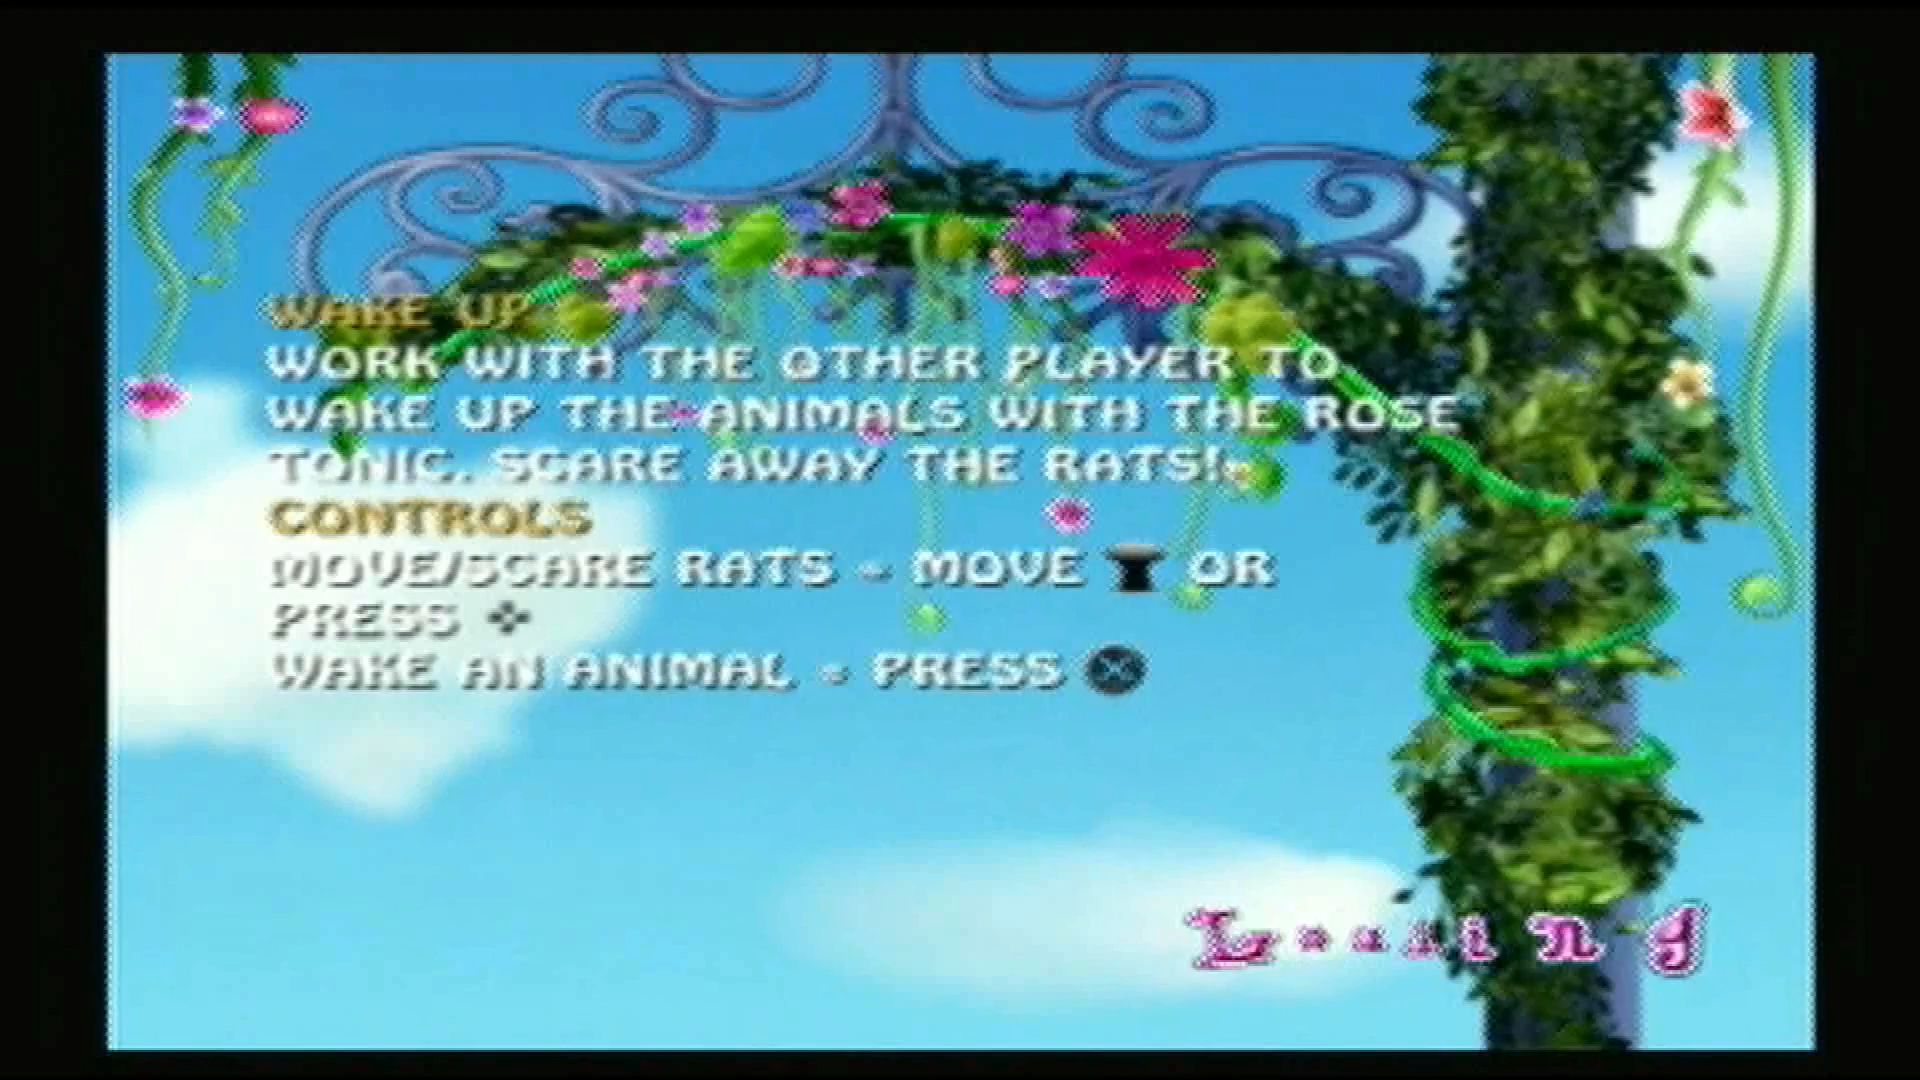 WAKE UP
WORK WITH THE OTHER PLAYER TO
WAKE UP THE ANIMALS WITH THE ROSE
TONIC. SCARE AWAY THE RATS!
CONTROLS
MOVE/SCARE RATS - MOVE OR
PRESS
WAKE AN ANIMAL - PRESS
Loading